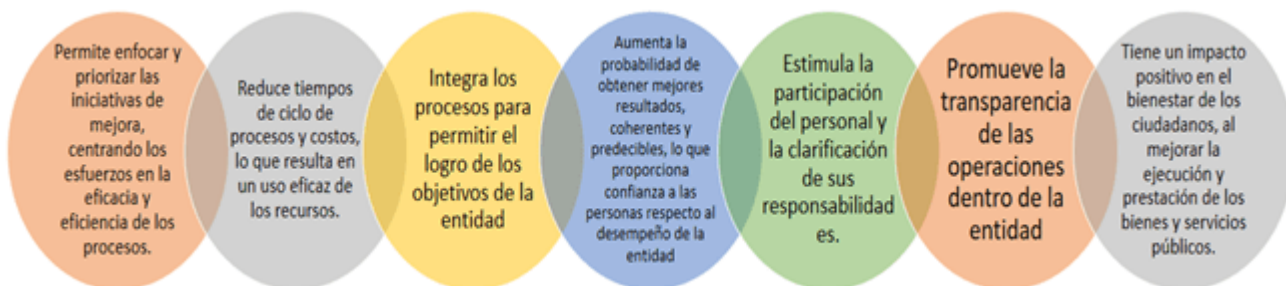 Permite enfocar y
priorizar las
iniciativas de
mejora,
centrando los
esfuerzos en la
eficacia y
eficiencia de los
procesos.
Reduce tiempos
de ciclo de
procesos y costos,
lo que resulta en
un uso eficaz de
los recursos.
Integra los
procesos para
permitir el
logro de los
objetivos de la
entidad
Aumenta la
probabilidad de
obtener mejores
resultados,
coherentes y
predecibles, lo que
proporciona
confianza a las
personas respecto al
desempeño de la
entidad
Estimula la
participación
del personal y
la clarificación
de sus
responsabilidad
es.
Promueve la
transparencia
de las
operaciones
dentro de la
entidad
Tiene un impacto
positivo en el
bienestar de los
ciudadanos, al
mejorar la
ejecución y
prestación de los
bienes y servicios
públicos.